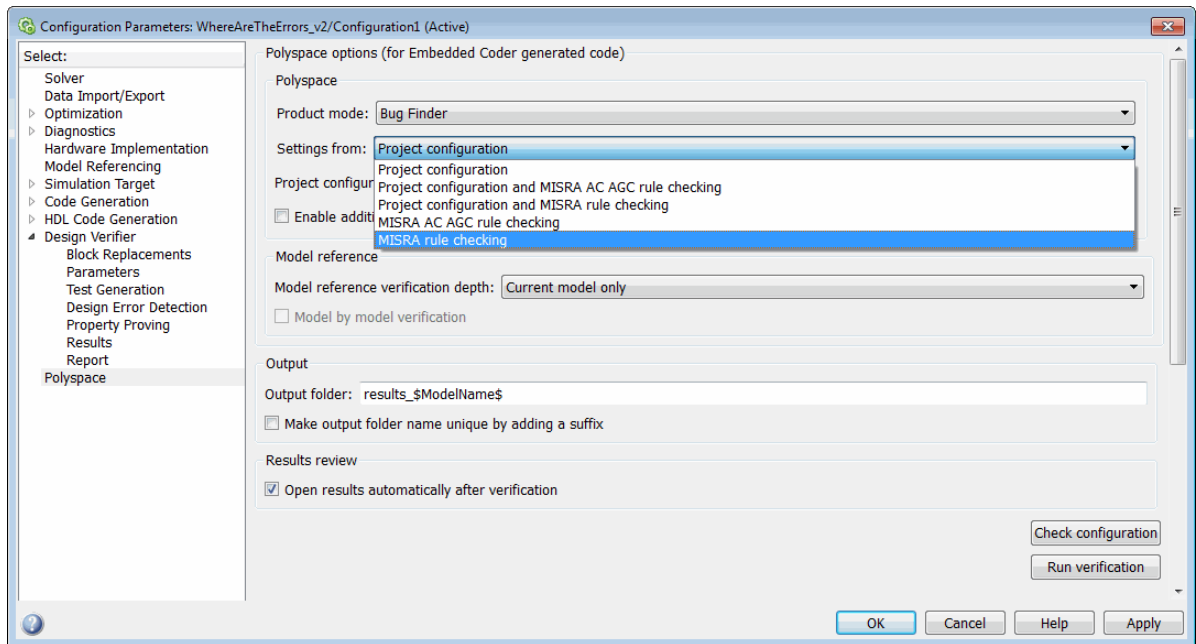 Configuration Parameters: WhereAreTheErrors_v2/Configuration1 (Active)
Select:
Solver
Data Import/Export
Optimization
Diagnostics
Hardware Implementation
Model Referencing
Simulation Target
Code Generation
HDL Code Generation
Design Verifier
Block Replacements
Parameters
Test Generation
Design Error Detection
Property Proving
Results
Report
Polyspace
Polyspace options (for Embedded Coder generated code)
Polyspace
Product mode: Bug Finder
Settings from: Project configuration
Project configuration
Project configuration and MISRA AC AGC rule checking
Project configuration and MISRA rule checking
MISRA AC AGC rule checking
MISRA rule checking
Project configur
Enable additi
Model reference
Model reference verification depth: Current model only
Model by model verification
Output
Output folder: results_$ModelName$
Make output folder name unique by adding a suffix
Results review
Open results automatically after verification
Check configuration
Run verification
OK Cancel Help Apply